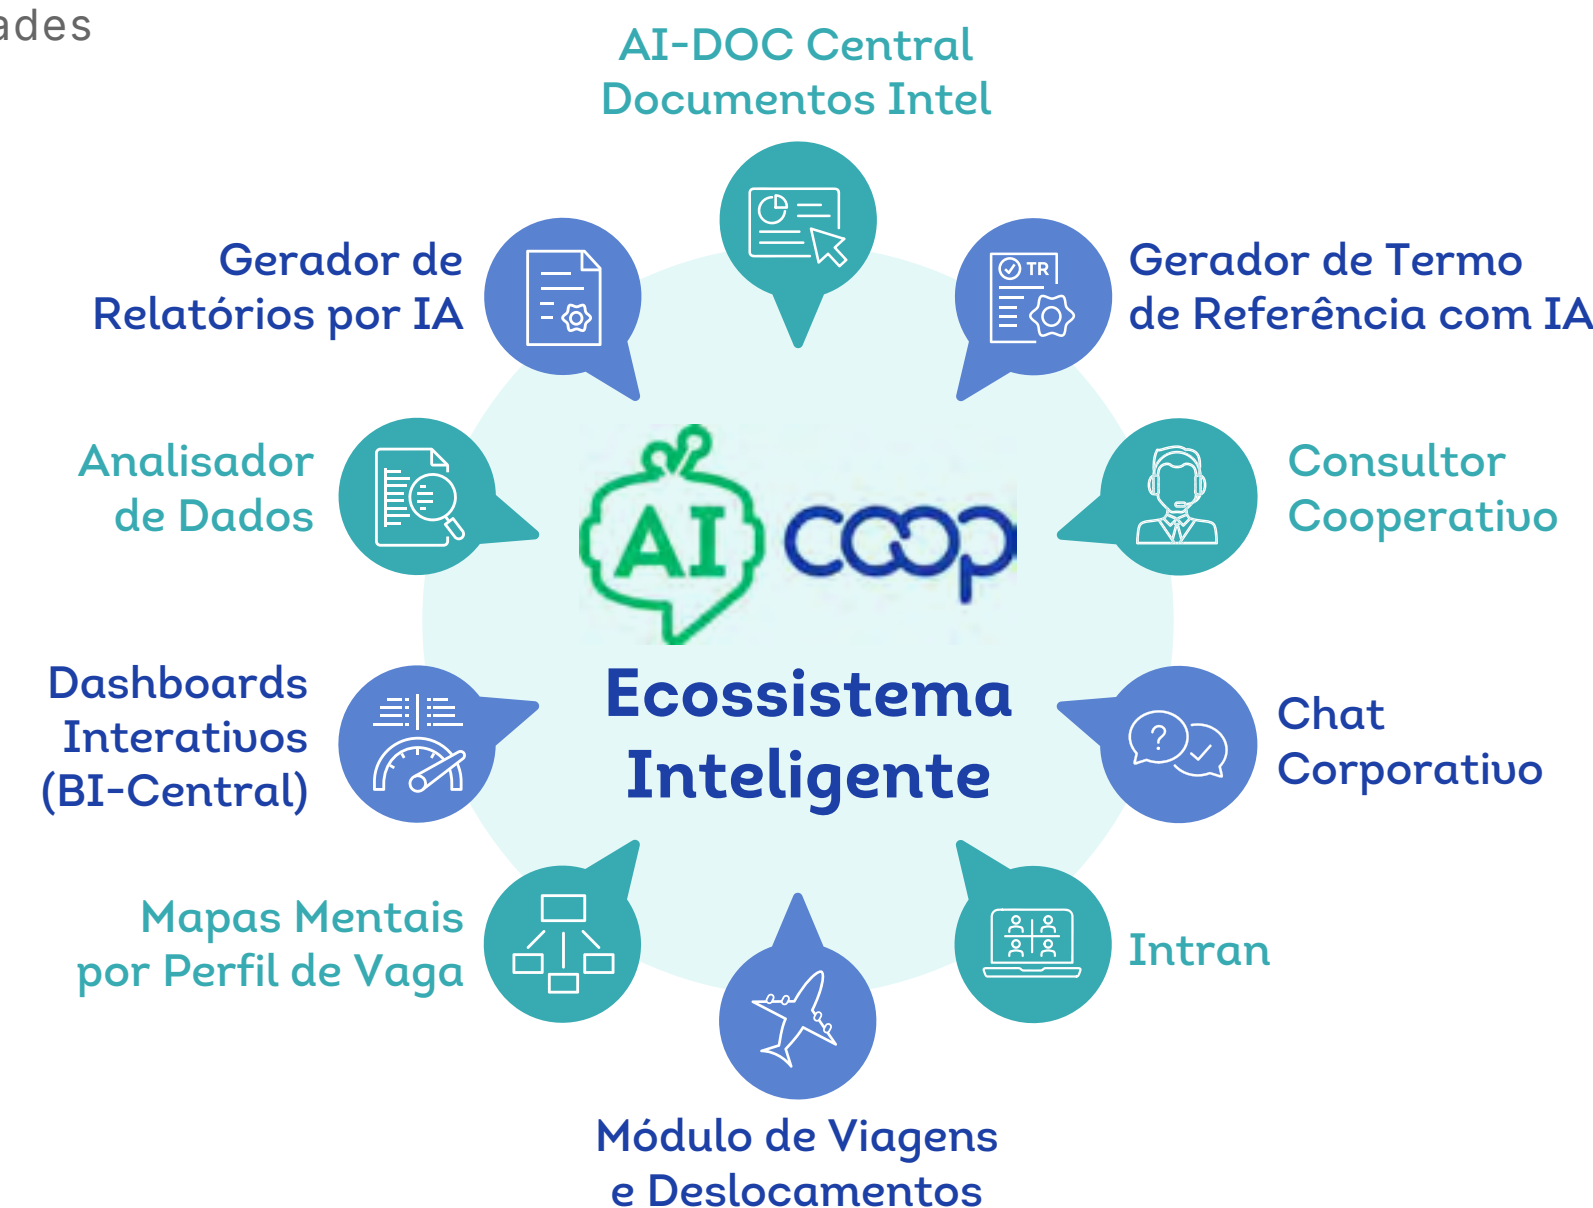 ades
AI-DOC Central
Documentos Intel
Gerador de
Relatórios por IA
TR
Gerador de Termo
de Referência com IA
Analisador
de Dados
Consultor
Cooperativo
AI coop
Ecossistema
Inteligente
Dashboards
Interativos
(BI-Central)
?
Chat
Corporativo
Mapas Mentais
por Perfil de Vaga
Intran
Módulo de Viagens
e Deslocamentos